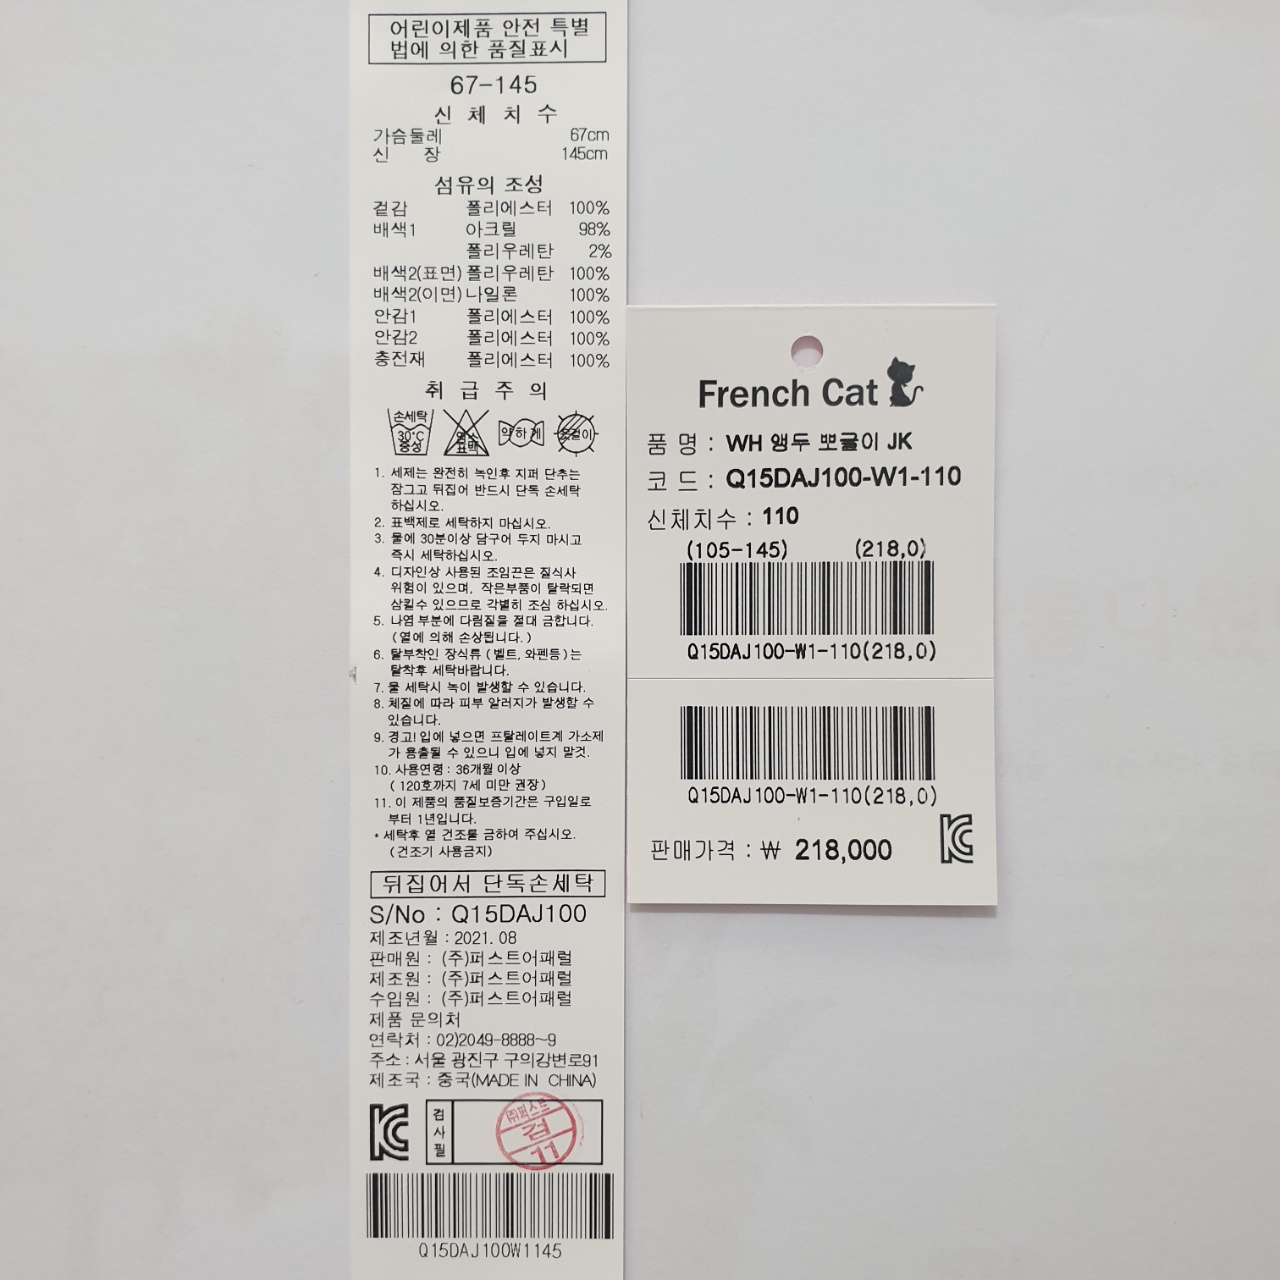 어린이제품 안전 특별
법에 의한 품질표시
67-145
신 체 치 수
가슴둘레 67cm
신 장 145cm
섬유의 조성
겉감 폴리에스터 100%
배색1 아크릴 98%
폴리우레탄 2%
배색2(표면) 폴리우레탄 100%
배색2(이면) 나일론 100%
안감1 폴리에스터 100%
안감2 폴리에스터 100%
충전재 폴리에스터 100%
취 급 주 의
손세탁
30°C
중성
염소
표백
약하게
옷걸이
1. 세제는 완전히 녹인후 지퍼 단추는
잠그고 뒤집어 반드시 단독 손세탁
하십시오.
2. 표백제로 세탁하지 마십시오.
3. 물에 30분이상 담구어 두지 마시고
즉시 세탁하십시오.
4. 디자인상 사용된 조임끈은 질식사
위험이 있으며, 작은부품이 탈락되면
삼킬수 있으므로 각별히 조심 하십시오.
5. 나염 부분에 다림질을 절대 금합니다.
(열에 의해 손상됩니다.)
6. 탈부착인 장식류 (벨트, 와펜등)는
탈착후 세탁바랍니다.
7. 물 세탁시 녹이 발생할 수 있습니다.
8. 체질에 따라 피부 알러지가 발생할 수
있습니다.
9. 경고! 입에 넣으면 프탈레이트계 가소제
가 용출될 수 있으니 입에 넣지 말것.
10. 사용연령 : 36개월 이상
( 120호까지 7세 미만 권장)
11. 이 제품의 품질보증기간은 구입일로
부터 1년입니다.
* 세탁후 열 건조를 금하여 주십시오.
(건조기 사용금지)
뒤집어서 단독손세탁
S/No : Q15DAJ100
제조년월 : 2021. 08
판매원 : (주)퍼스트어패럴
제조원 : (주)퍼스트어패럴
수입원 : (주)퍼스트어패럴
제품 문의처
연락처 : 02)2049-8888~9
주소 : 서울 광진구 구의강변로91
제조국 : 중국(MADE IN CHINA)
KC
검사필
㈜퍼스트
검
11
Q15DAJ100W1145
French Cat
품 명 : WH 앵두 뽀글이 JK
코 드 : Q15DAJ100-W1-110
신체치수 : 110
(105-145) (218,0)
Q15DAJ100-W1-110(218,0)
Q15DAJ100-W1-110(218,0)
KC
판매가격 : ₩ 218,000